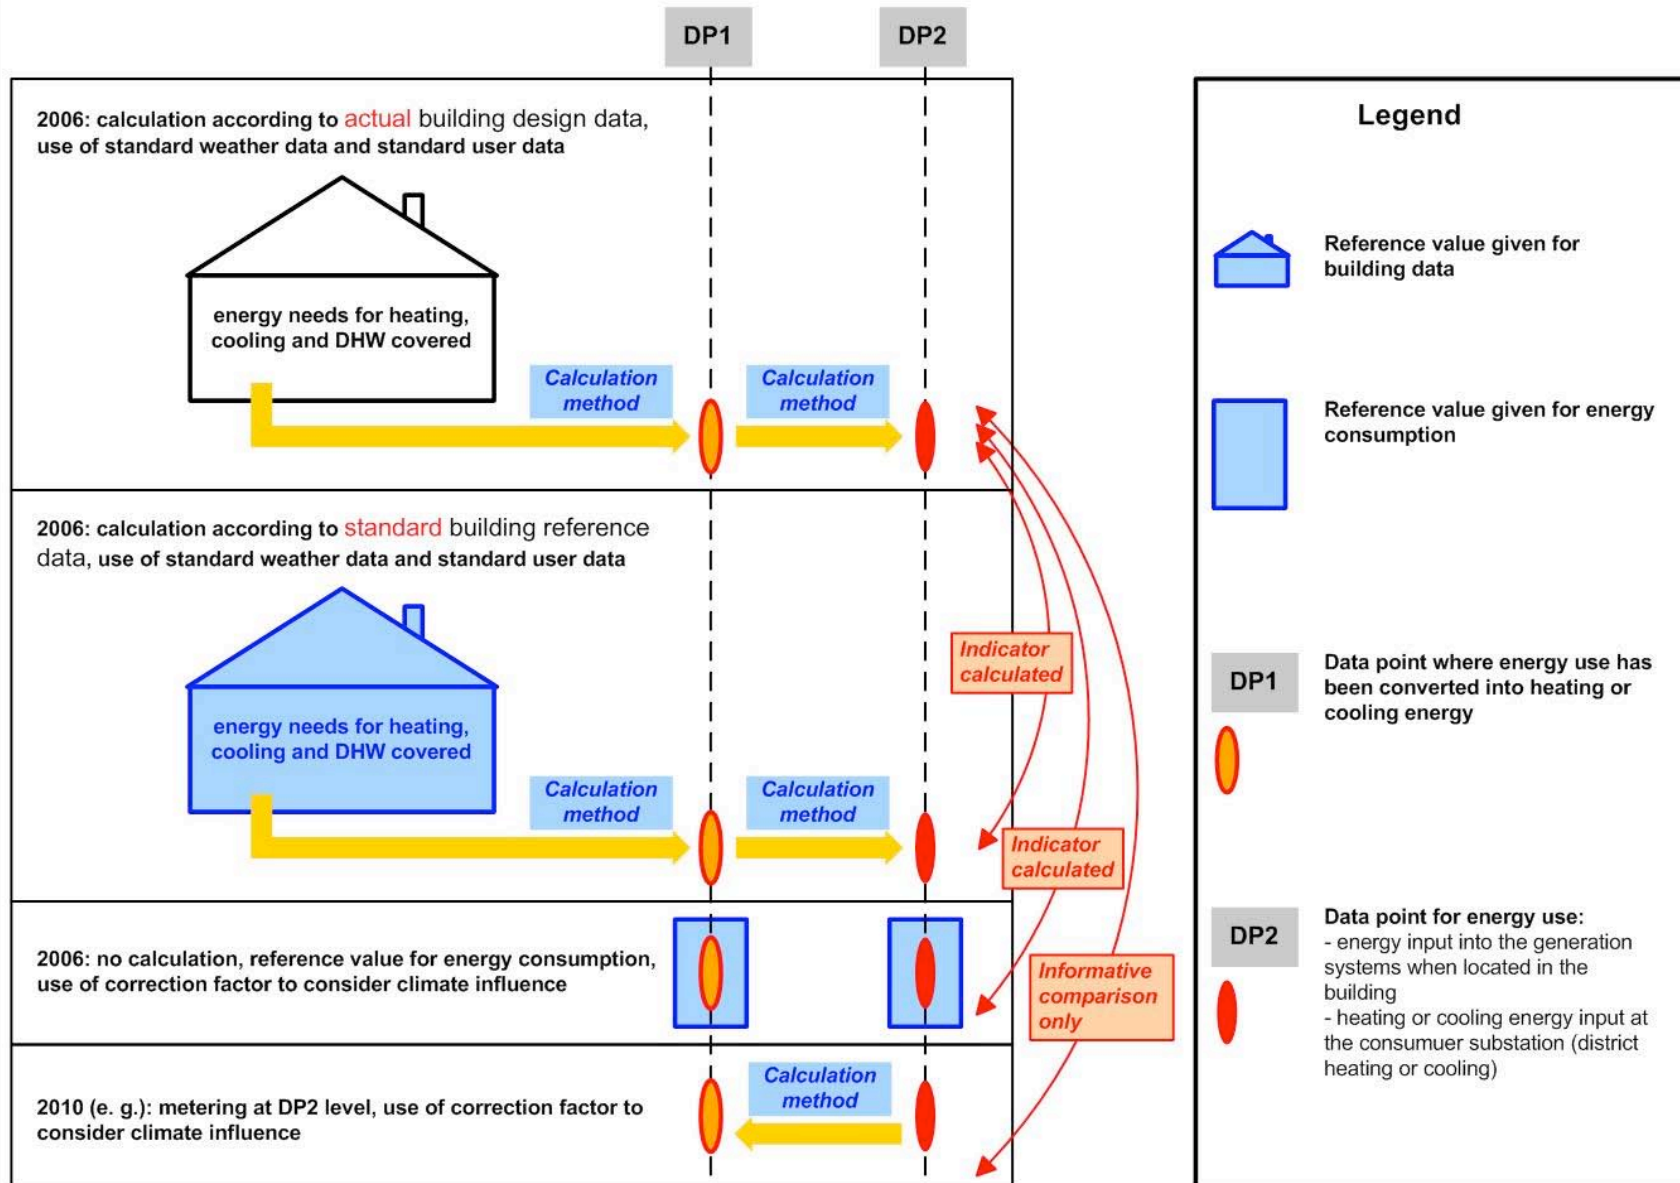 DP1
DP2
2006: calculation according to actual building design data,
use of standard weather data and standard user data
energy needs for heating,
cooling and DHW covered
Calculation
method
Calculation
method
2006: calculation according to standard building reference
data, use of standard weather data and standard user data
energy needs for heating,
cooling and DHW covered
Calculation
method
Calculation
method
Indicator
calculated
Indicator
calculated
2006: no calculation, reference value for energy consumption,
use of correction factor to consider climate influence
Informative
comparison
only
2010 (e. g.): metering at DP2 level, use of correction factor to
consider climate influence
Calculation
method
Legend
Reference value given for
building data
Reference value given for energy
consumption
DP1
Data point where energy use has
been converted into heating or
cooling energy
DP2
Data point for energy use:
- energy input into the generation
systems when located in the
building
- heating or cooling energy input at
the consumuer substation (district
heating or cooling)